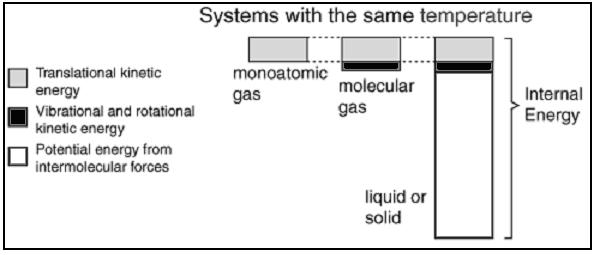 Systems with the same temperature
Translational kinetic
energy
Vibrational and rotational
kinetic energy
Potential energy from
intermolecular forces
monoatomic
gas
molecular
gas
liquid or
solid
Internal
Energy